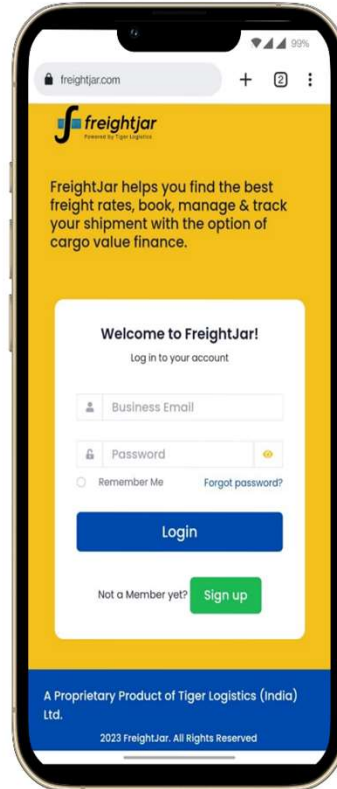 99%
freightjar.com
2
freightjar
Powered by Tiger Logistics
FreightJar helps you find the best
freight rates, book, manage & track
your shipment with the option of
cargo value finance.
Welcome to FreightJar!
Log in to your account
Business Email
Password
Remember Me Forgot password?
Login
Not a Member yet? Sign up
A Proprietary Product of Tiger Logistics (India)
Ltd.
2023 FreightJar. All Rights Reserved